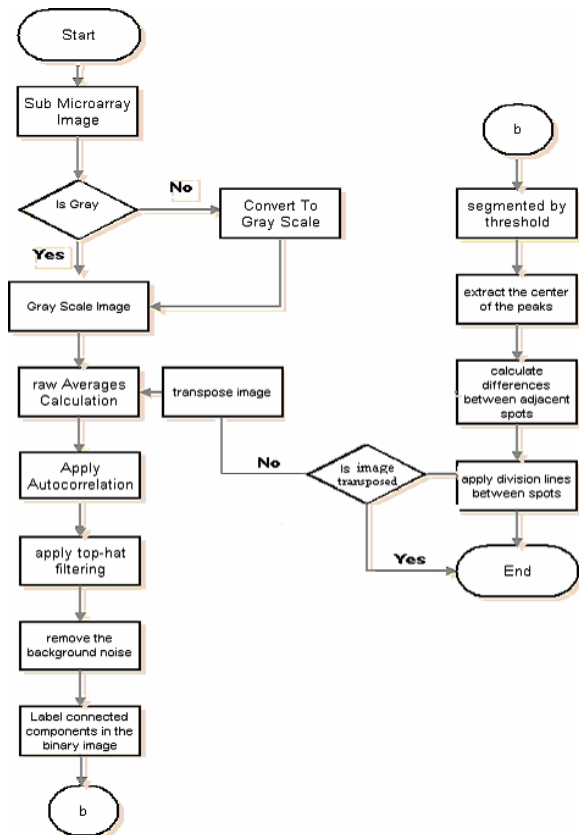 Start
Sub Microarray
Image
Is Gray
No
Yes
Convert To
Gray Scale
Gray Scale Image
raw Averages
Calculation
transpose image
Apply
Autocorrelation
apply top-hat
filtering
remove the
background noise
Label connected
components in the
binary image
b
b
segmented by
threshold
extract the center
of the peaks
calculate
differences
between adjacent
spots
apply division lines
between spots
Is image
transposed
No
Yes
End